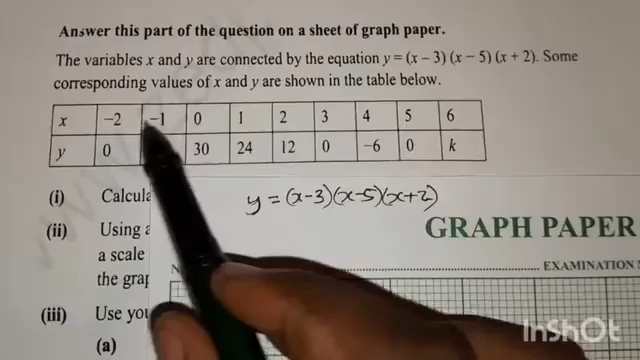 Answer this part of the question on a sheet of graph paper.
The variables x and y are connected by the equation y = (x − 3) (x − 5) (x + 2). Some
corresponding values of x and y are shown in the table below.
x −2 −1 0 1 2 3 4 5 6
y 0 30 24 12 0 −6 0 k
(i) Calcula
y = (x-3)(x-5)(x+2)
(ii) Using a
GRAPH PAPER
a scale
EXAMINATION
the grap
(iii) Use you
(a)
InShOt